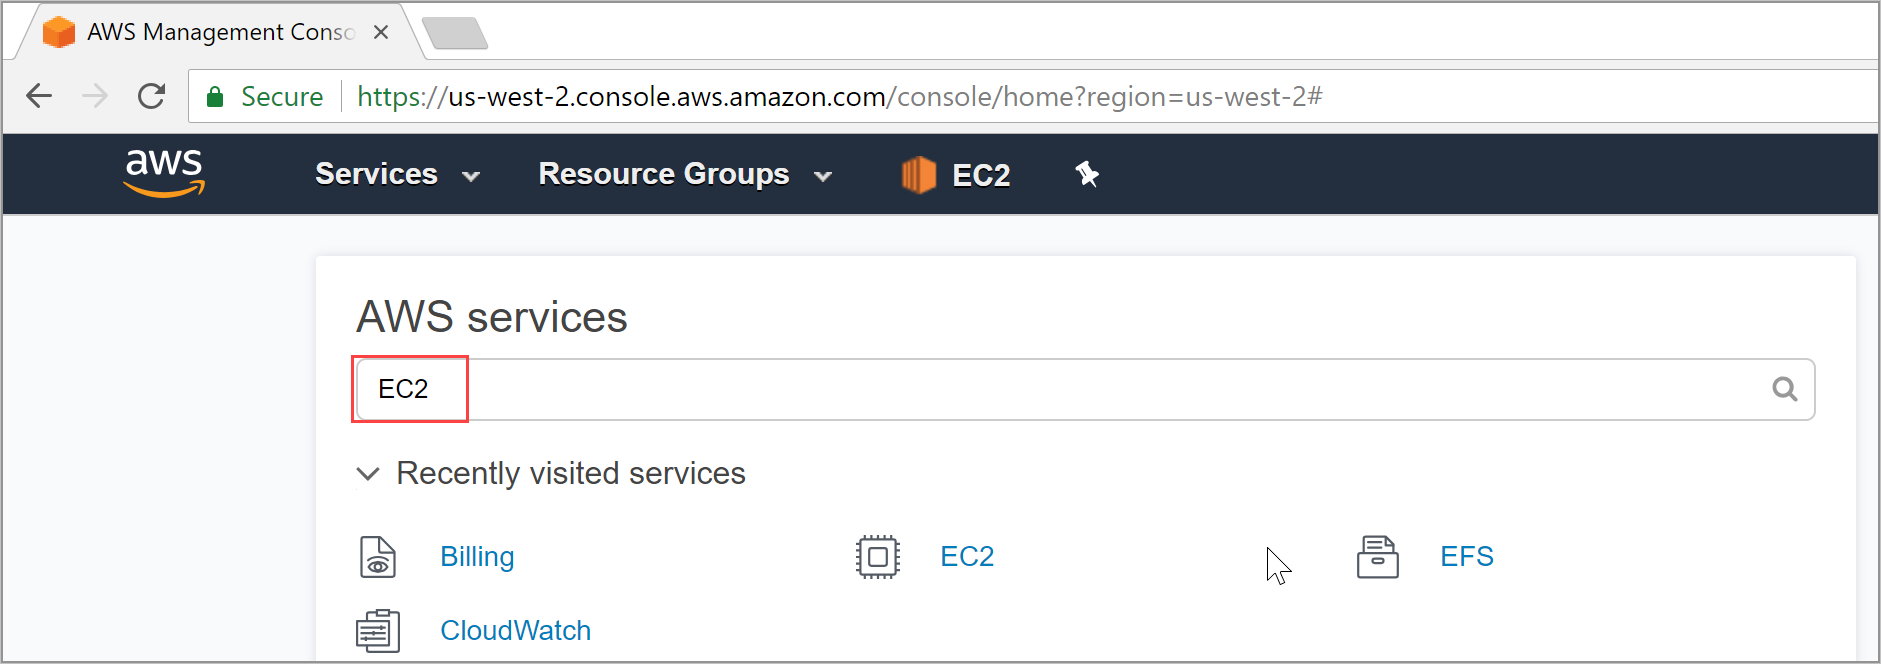 AWS Management Conso
Secure https://us-west-2.console.aws.amazon.com/console/home?region=us-west-2#
aws Services Resource Groups EC2
AWS services
EC2
Recently visited services
Billing EC2 EFS
CloudWatch